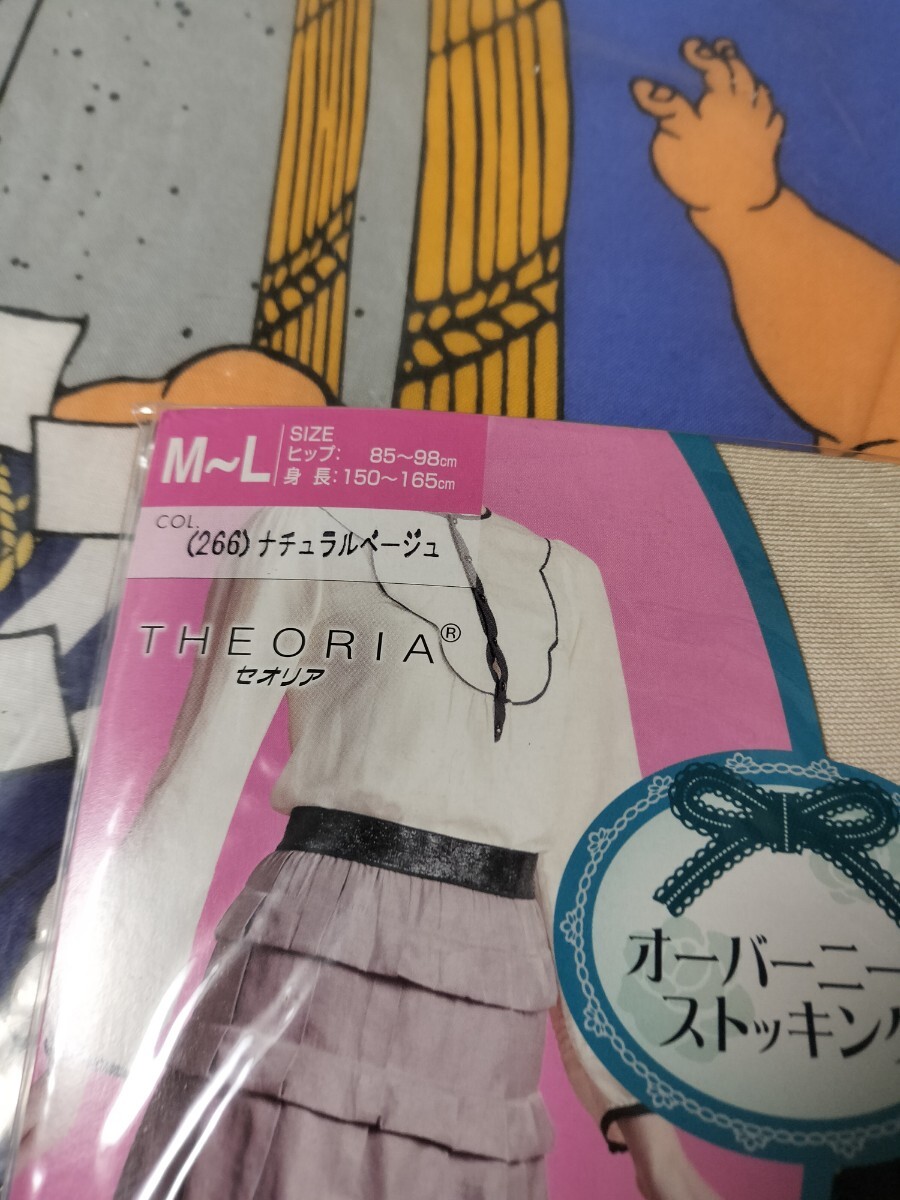 M~L
SIZE
ヒップ: 85~98cm
身長:150~165cm
COL.
(266)ナチュラルベージュ
THEORIA®
セオリア
オーバーニー
ストッキング